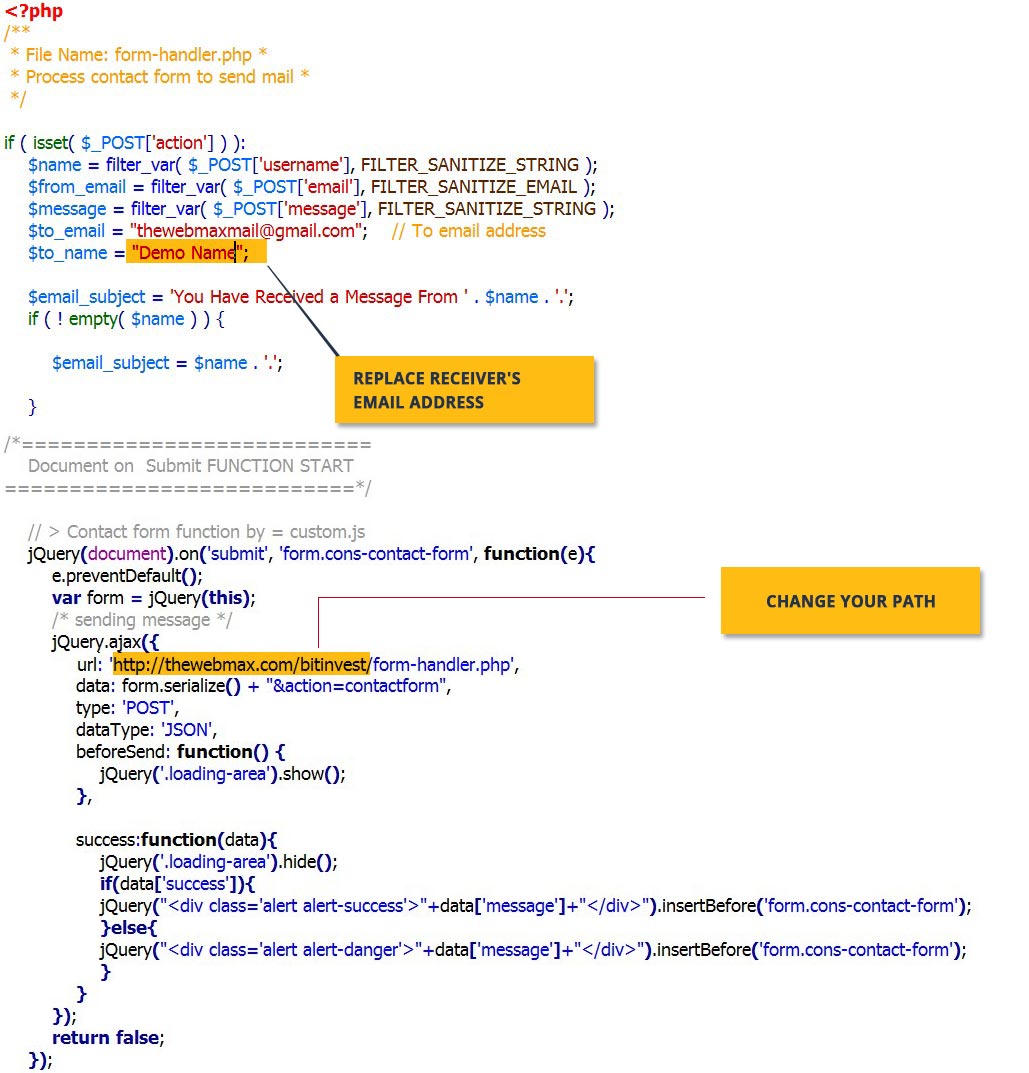 <?php
/**
 * File Name: form-handler.php *
 * Process contact form to send mail *
 */
if ( isset( $_POST['action'] ) ):
    $name = filter_var( $_POST['username'], FILTER_SANITIZE_STRING );
    $from_email = filter_var( $_POST['email'], FILTER_SANITIZE_EMAIL );
    $message = filter_var( $_POST['message'], FILTER_SANITIZE_STRING );
    $to_email = "thewebmaxmail@gmail.com";   // To email address
    $to_name = "Demo Name";
    $email_subject = 'You Have Received a Message From ' . $name . '.';
    if ( ! empty( $name ) ) {
        $email_subject = $name . '.';
REPLACE RECEIVER'S
EMAIL ADDRESS
    }
/*===========================
    Document on  Submit FUNCTION START
===========================*/
    // > Contact form function by = custom.js
    jQuery(document).on('submit', 'form.cons-contact-form', function(e){
        e.preventDefault();
        var form = jQuery(this);
CHANGE YOUR PATH
        /* sending message */
        jQuery.ajax({
            url: 'http://thewebmax.com/bitinvest/form-handler.php',
            data: form.serialize() + "&action=contactform",
            type: 'POST',
            dataType: 'JSON',
            beforeSend: function() {
                jQuery('.loading-area').show();
            },
            success:function(data){
                jQuery('.loading-area').hide();
                if(data['success']){
                jQuery("<div class='alert alert-success'>"+data['message']+"</div>").insertBefore('form.cons-contact-form');
                }else{
                jQuery("<div class='alert alert-danger'>"+data['message']+"</div>").insertBefore('form.cons-contact-form');
                }
            }
        });
        return false;
    });